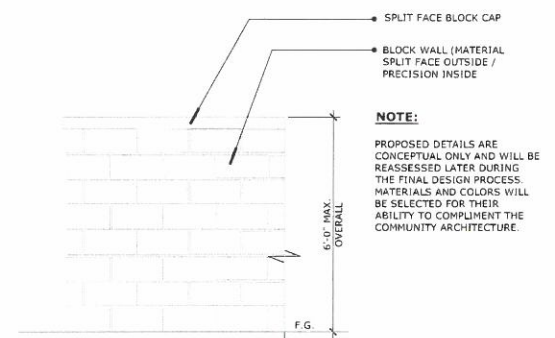 SPLIT FACE BLOCK CAP
BLOCK WALL (MATERIAL
SPLIT FACE OUTSIDE /
PRECISION INSIDE
NOTE:
PROPOSED DETAILS ARE
CONCEPTUAL ONLY AND WILL BE
REASSESSED LATER DURING
THE FINAL DESIGN PROCESS.
MATERIALS AND COLORS WILL
BE SELECTED FOR THEIR
ABILITY TO COMPLIMENT THE
COMMUNITY ARCHITECTURE.
6'-0" MAX.
OVERALL
F.G.